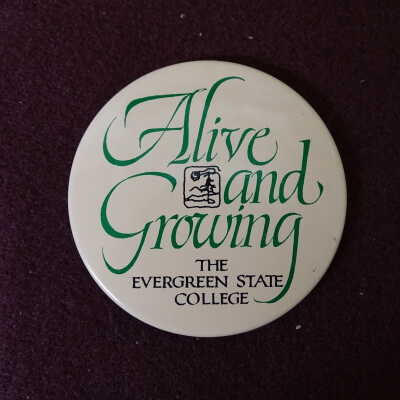 Alive
and
Growing
THE
EVERGREEN STATE
COLLEGE